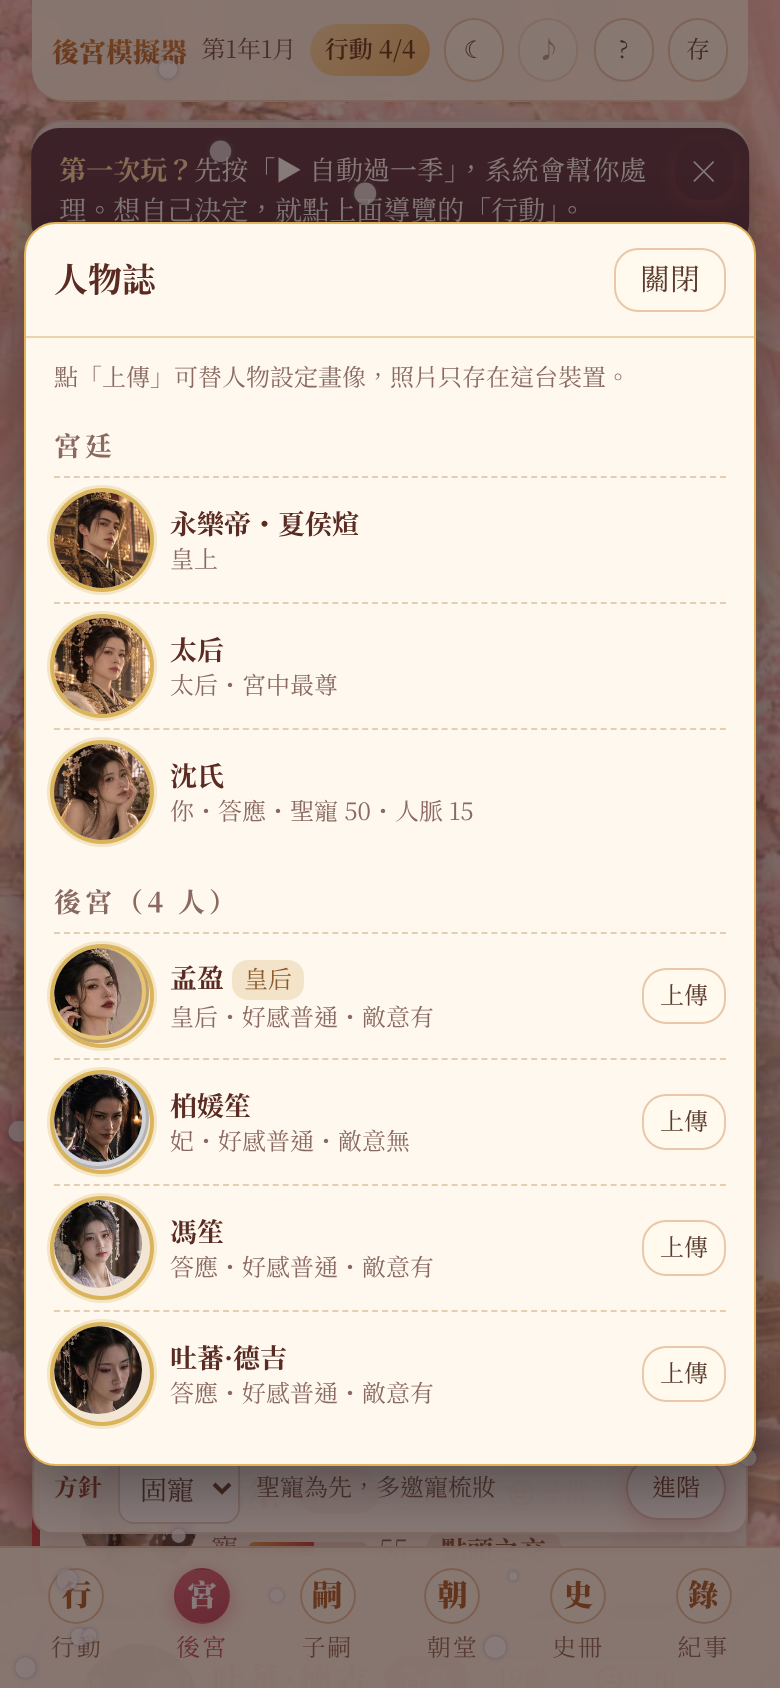 後宮模擬器 第1年1月 行動 4/4 ☾ ♪ ? 存
第一次玩？先按「▶ 自動過一季」，系統會幫你處
理。想自己決定，就點上面導覽的「行動」。
人物誌 關閉
點「上傳」可替人物設定畫像，照片只存在這台裝置。
宮廷
永樂帝・夏侯煊
皇上
太后
太后・宮中最尊
沈氏
你・答應・聖寵 50・人脈 15
後宮（4 人）
孟盈 皇后
皇后・好感普通・敵意有
上傳
柏媛笙
妃・好感普通・敵意無
上傳
馮笙
答應・好感普通・敵意有
上傳
吐蕃·德吉
答應・好感普通・敵意有
上傳
方針 固寵 聖寵為先，多邀寵梳妝 進階
寵 55 點頭之交
行 宮 嗣 朝 史 錄
行動 後宮 子嗣 朝堂 史冊 紀事